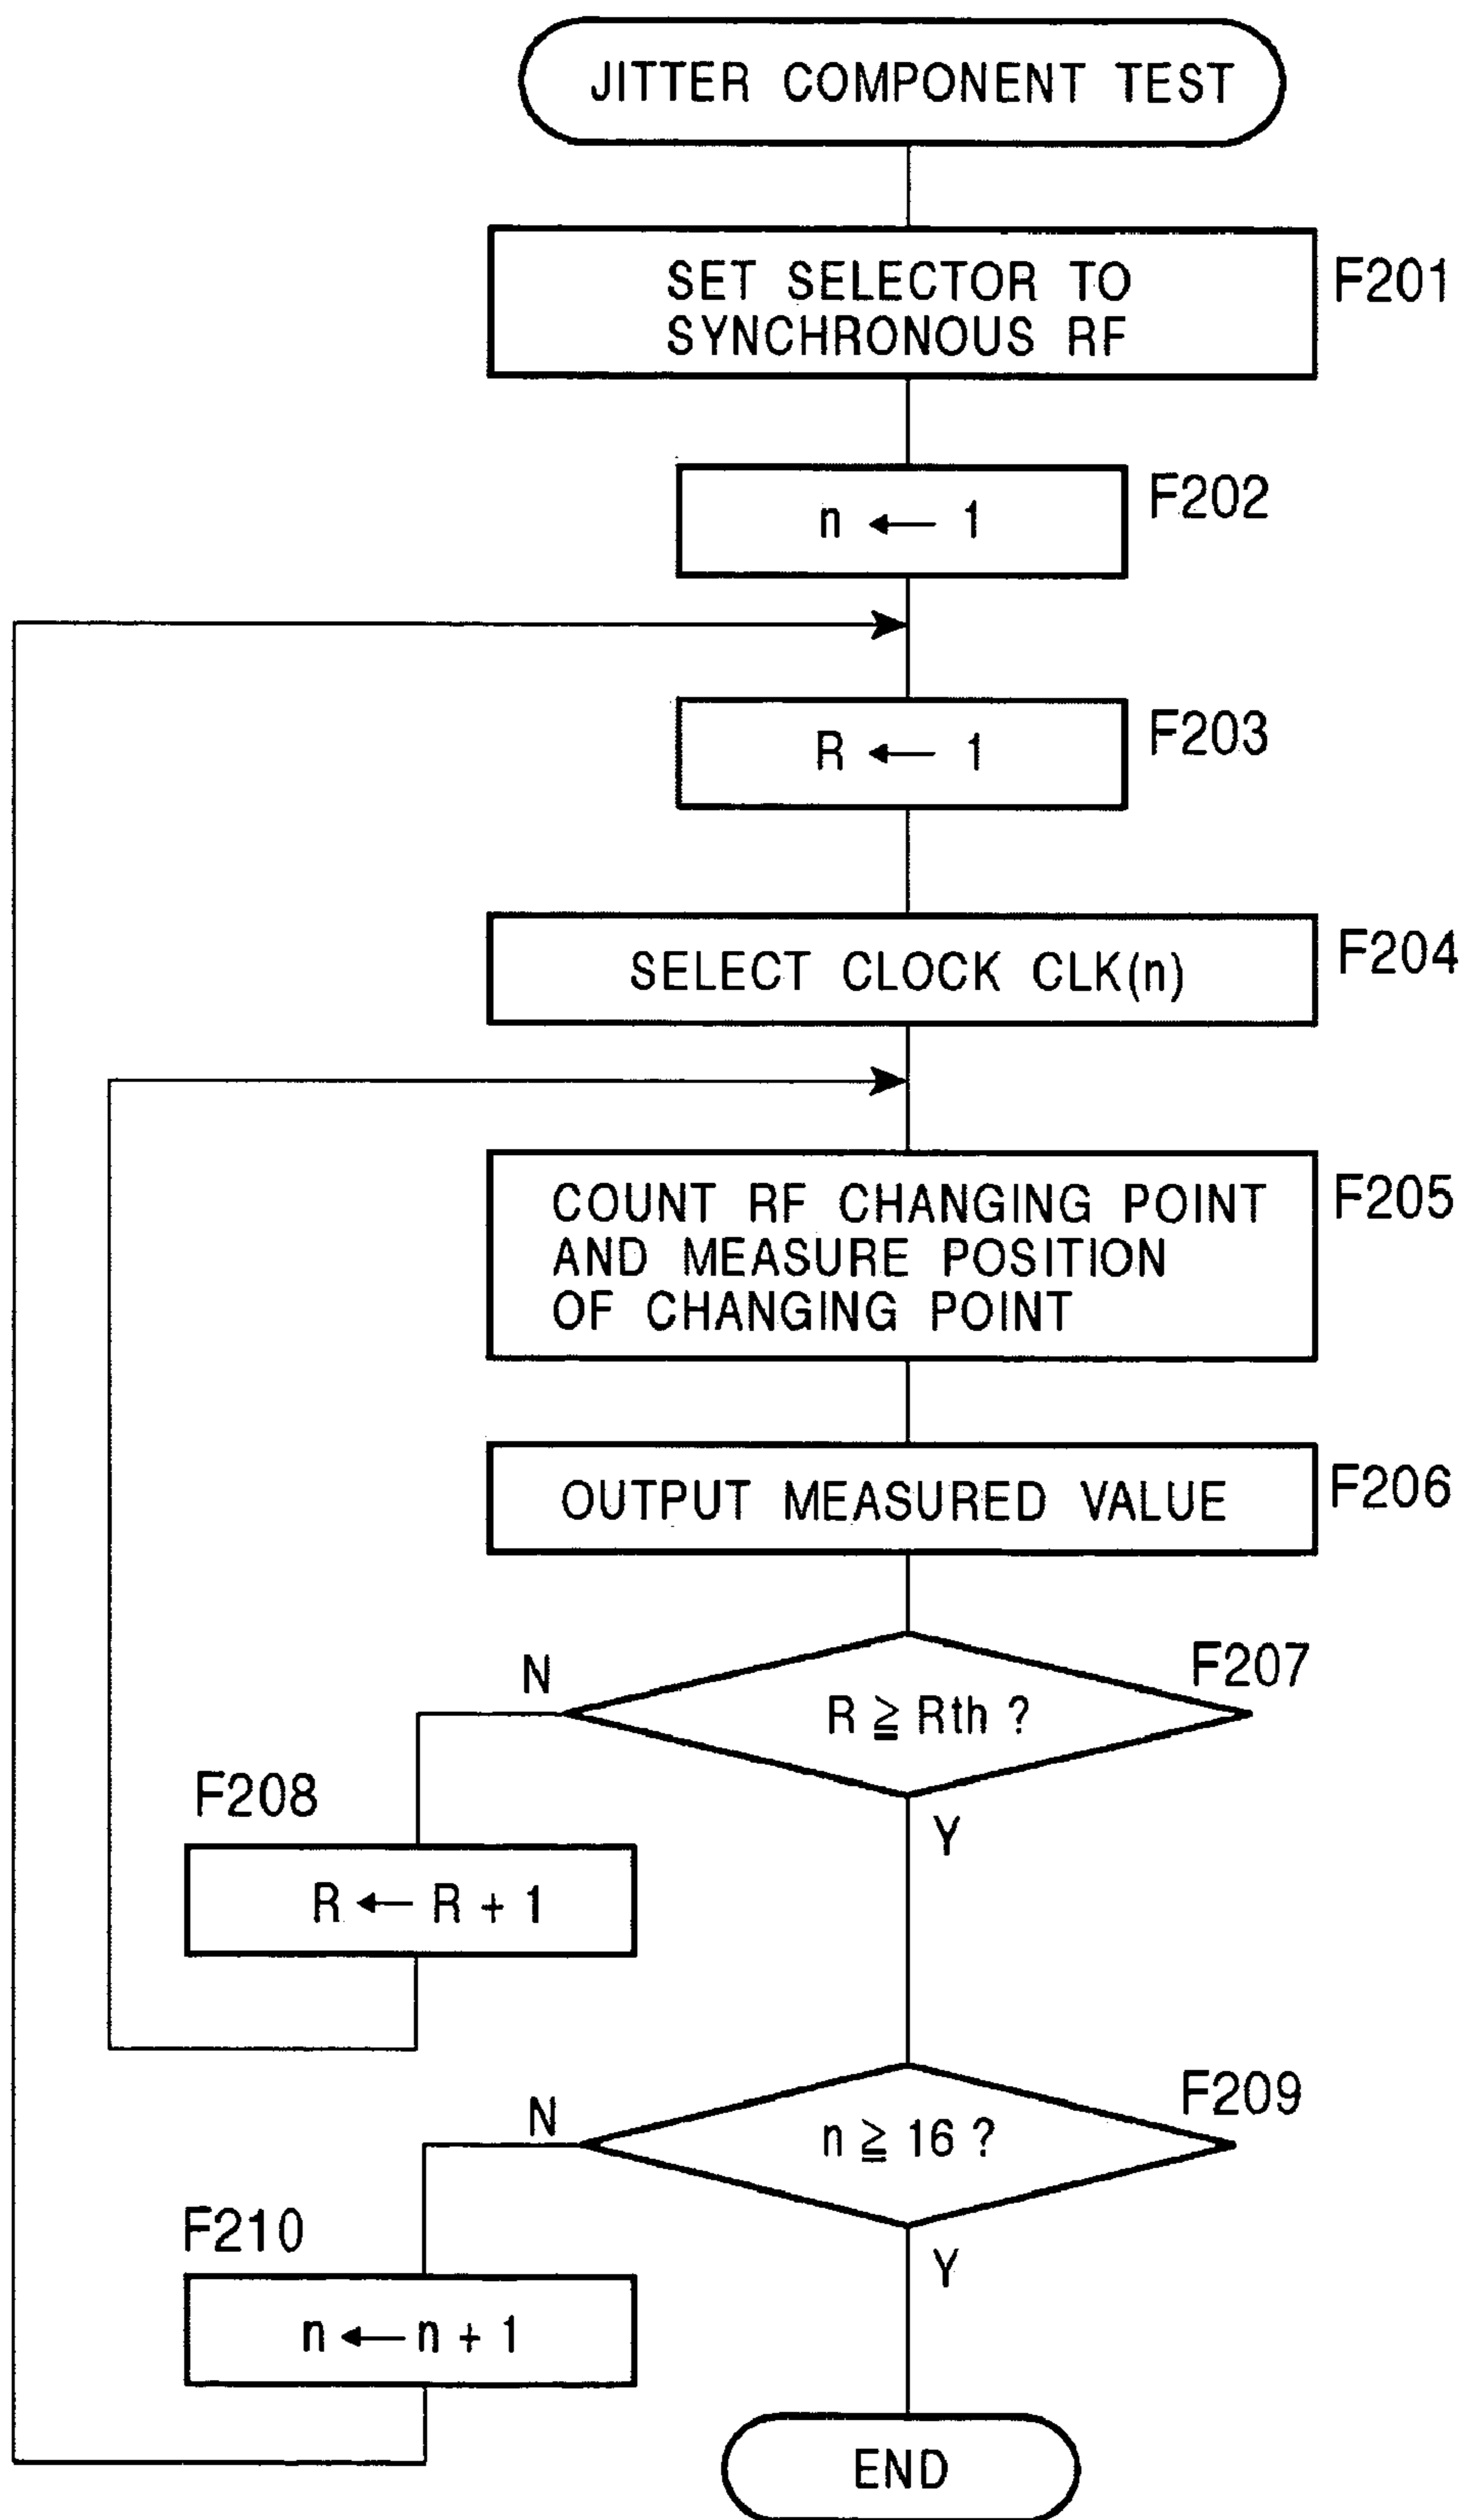 JITTER COMPONENT TEST
SET SELECTOR TO
SYNCHRONOUS RF
F201
n ← 1
F202
R ← 1
F203
SELECT CLOCK CLK(n)
F204
COUNT RF CHANGING POINT
AND MEASURE POSITION
OF CHANGING POINT
F205
OUTPUT MEASURED VALUE
F206
F207
N
R ≧ Rth ?
Y
F208
R ← R + 1
F209
N
n ≧ 16 ?
Y
F210
n ← n + 1
END